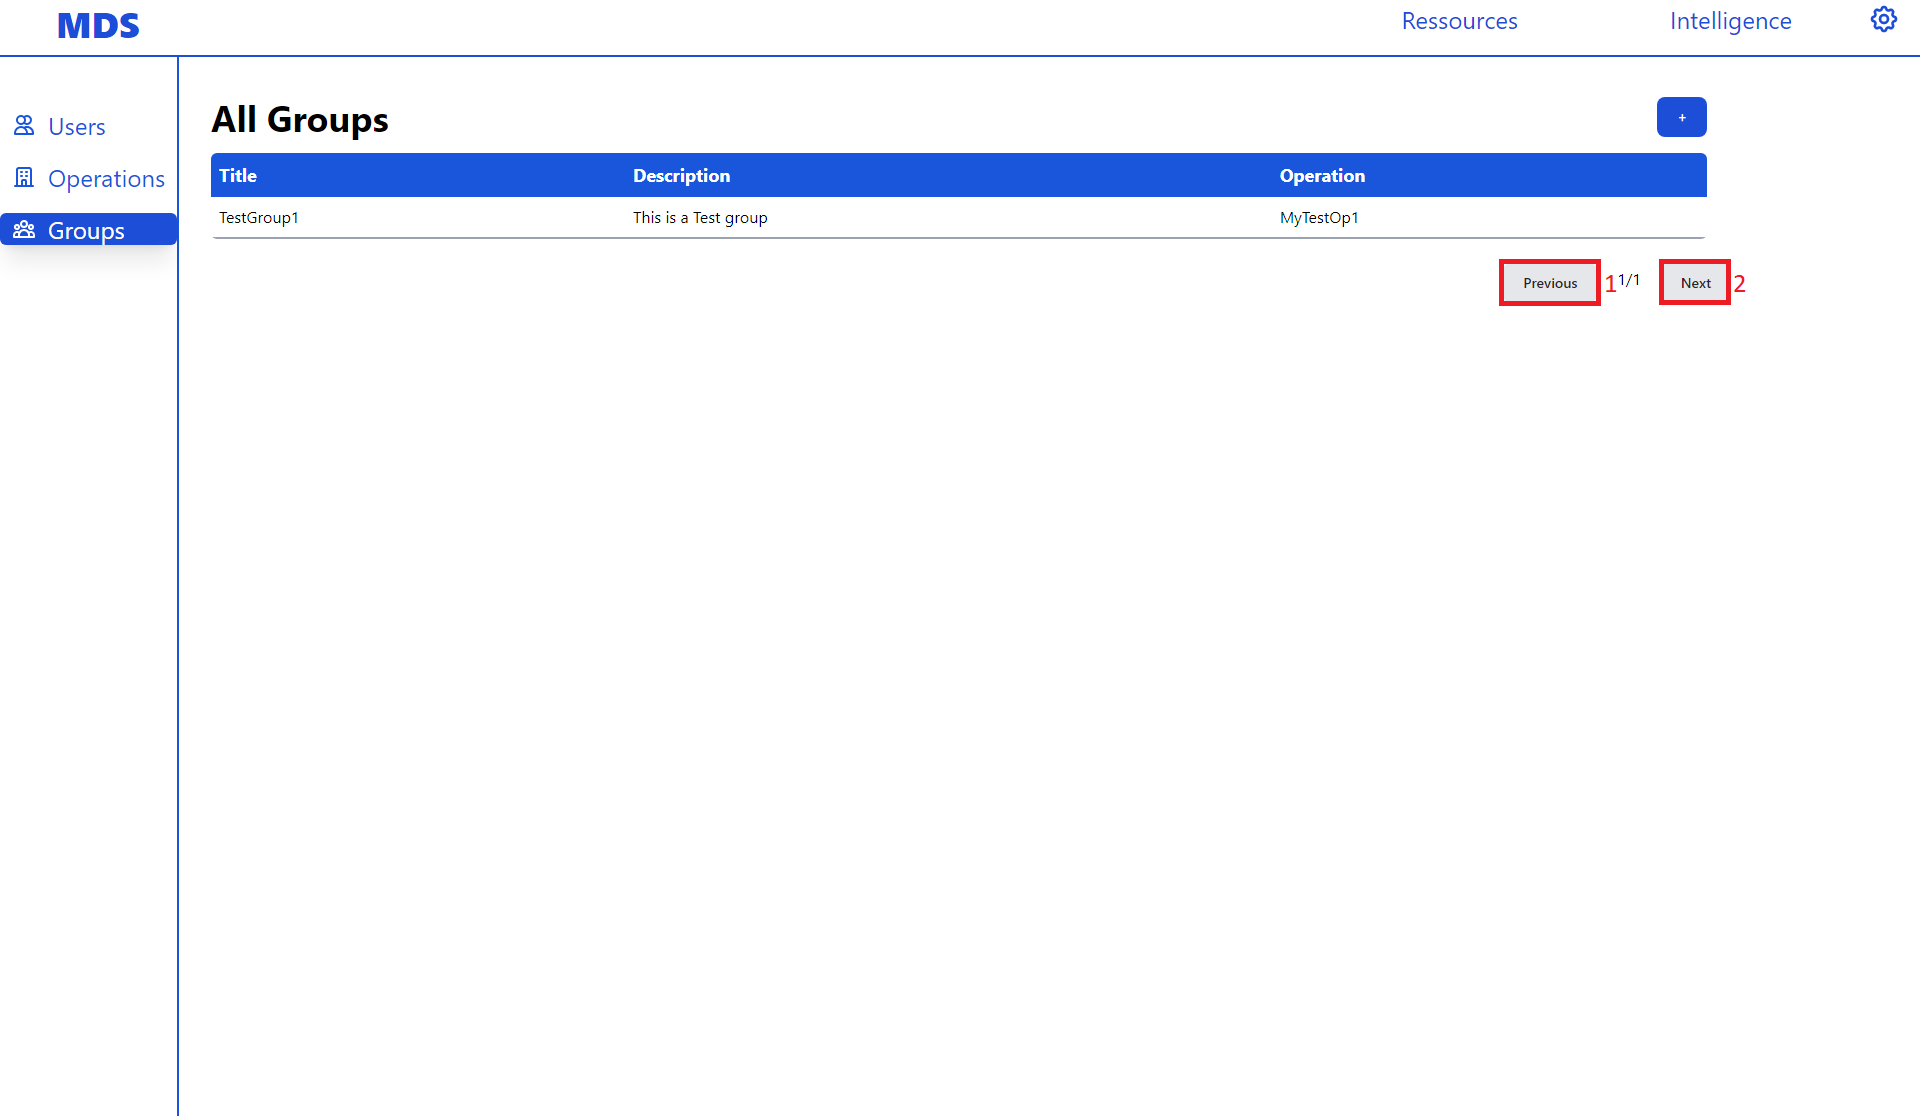 MDS
Ressources
Intelligence
Users
Operations
Groups
All Groups
+
Title Description Operation
TestGroup1 This is a Test group MyTestOp1
Previous 1 1/1 Next 2